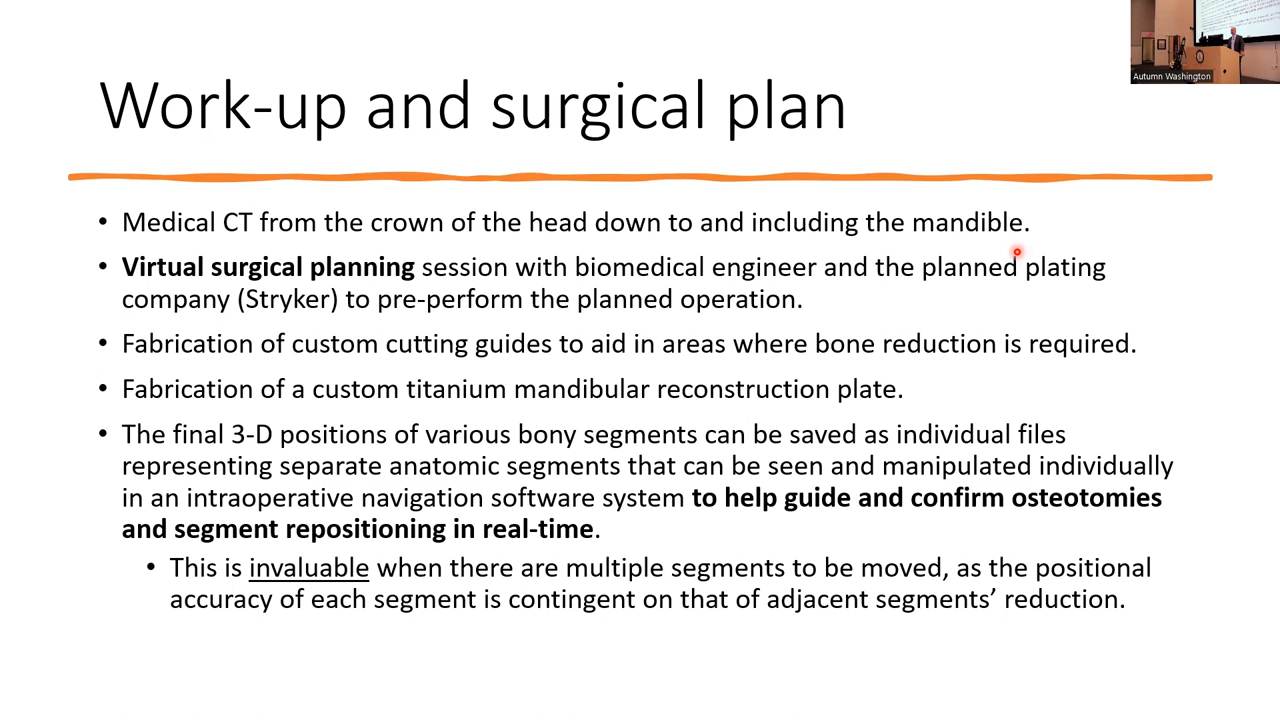 Autumn Washington
Work-up and surgical plan
• Medical CT from the crown of the head down to and including the mandible.
• Virtual surgical planning session with biomedical engineer and the planned plating
company (Stryker) to pre-perform the planned operation.
• Fabrication of custom cutting guides to aid in areas where bone reduction is required.
• Fabrication of a custom titanium mandibular reconstruction plate.
• The final 3-D positions of various bony segments can be saved as individual files
representing separate anatomic segments that can be seen and manipulated individually
in an intraoperative navigation software system to help guide and confirm osteotomies
and segment repositioning in real-time.
• This is invaluable when there are multiple segments to be moved, as the positional
accuracy of each segment is contingent on that of adjacent segments’ reduction.